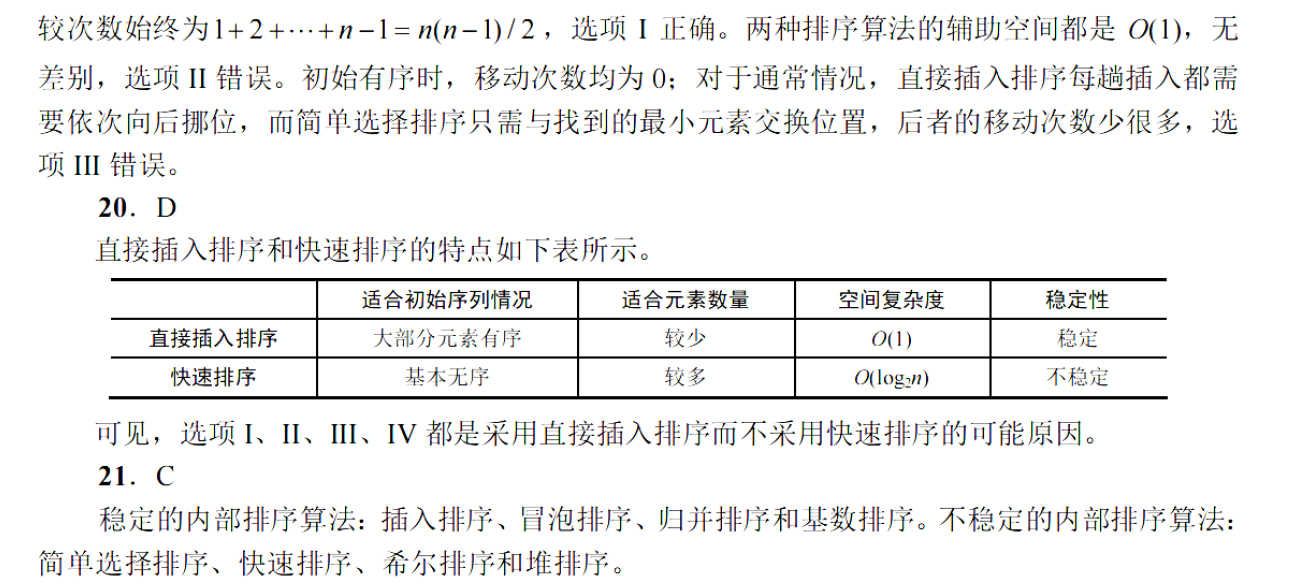 较次数始终为1+2+⋯+n−1=n(n−1)/2，选项 I 正确。两种排序算法的辅助空间都是 O(1)，无
差别，选项 II 错误。初始有序时，移动次数均为 0；对于通常情况，直接插入排序每趟插入都需
要依次向后挪位，而简单选择排序只需与找到的最小元素交换位置，后者的移动次数少很多，选
项 III 错误。
20．D
直接插入排序和快速排序的特点如下表所示。
适合初始序列情况 适合元素数量 空间复杂度 稳定性
直接插入排序 大部分元素有序 较少 O(1) 稳定
快速排序 基本无序 较多 O(log₂n) 不稳定
可见，选项 I、II、III、IV 都是采用直接插入排序而不采用快速排序的可能原因。
21．C
稳定的内部排序算法：插入排序、冒泡排序、归并排序和基数排序。不稳定的内部排序算法：
简单选择排序、快速排序、希尔排序和堆排序。